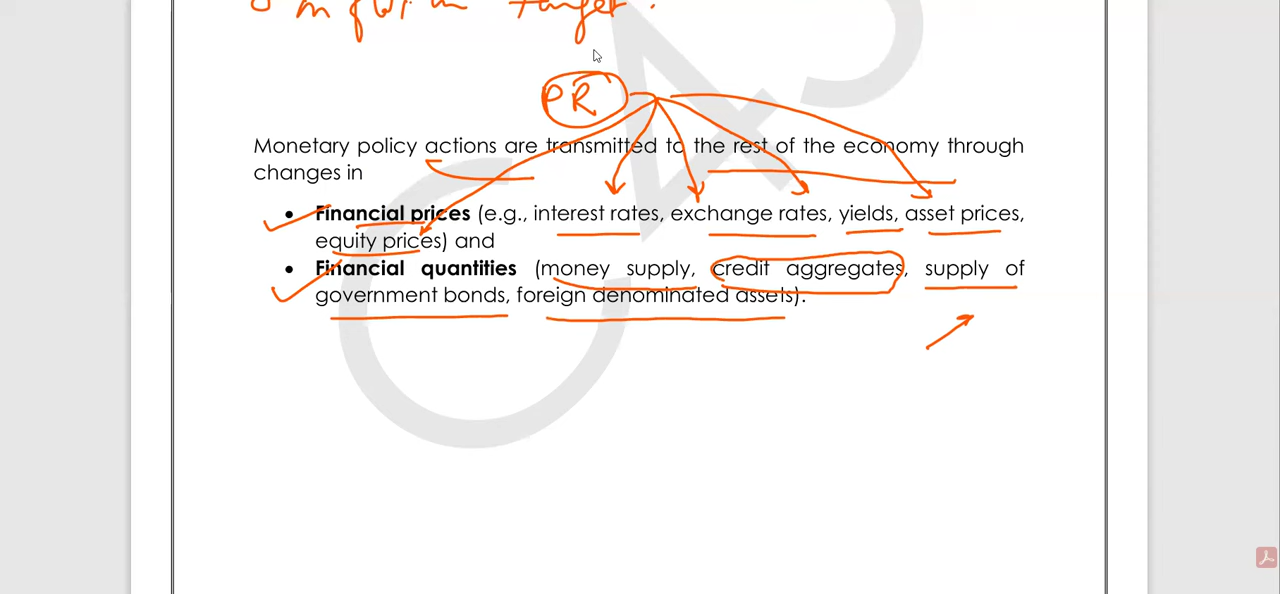 target.
PR
Monetary policy actions are transmitted to the rest of the economy through
changes in
• Financial prices (e.g., interest rates, exchange rates, yields, asset prices,
equity prices) and
• Financial quantities (money supply, credit aggregates, supply of
government bonds, foreign denominated assets).